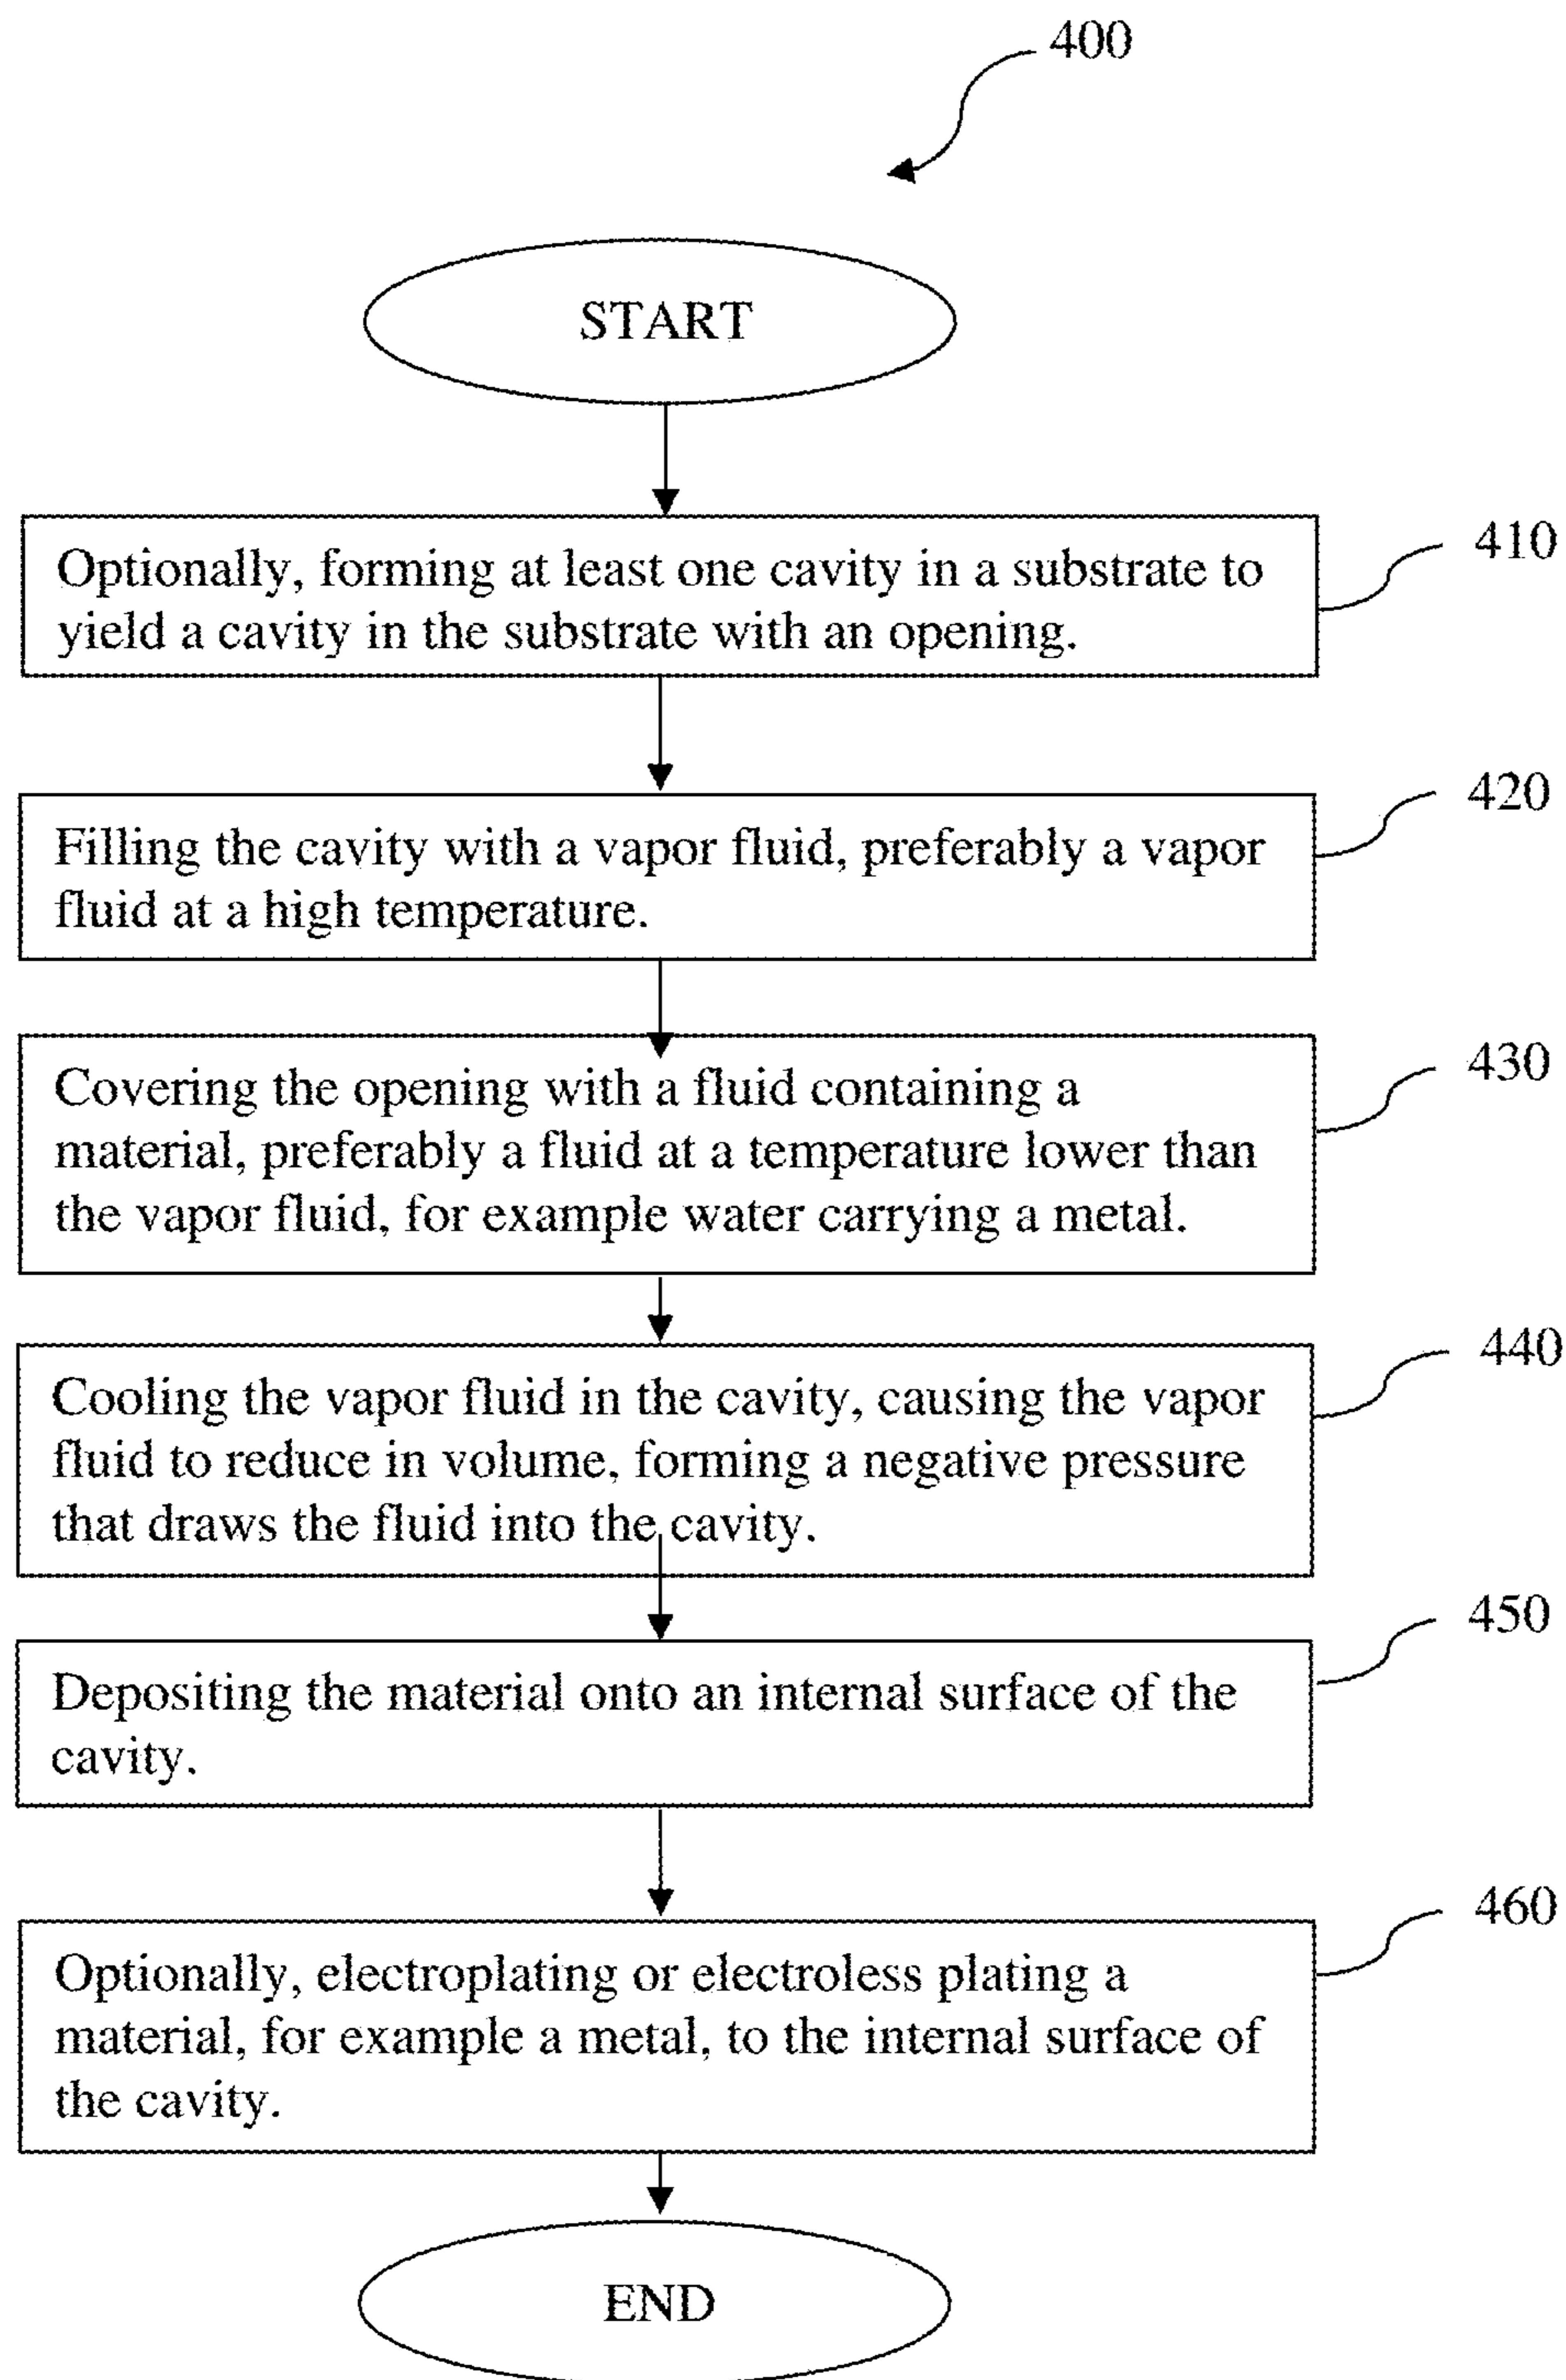 400
START
Optionally, forming at least one cavity in a substrate to
yield a cavity in the substrate with an opening.
410
Filling the cavity with a vapor fluid, preferably a vapor
fluid at a high temperature.
420
Covering the opening with a fluid containing a
material, preferably a fluid at a temperature lower than
the vapor fluid, for example water carrying a metal.
430
Cooling the vapor fluid in the cavity, causing the vapor
fluid to reduce in volume, forming a negative pressure
that draws the fluid into the cavity.
440
Depositing the material onto an internal surface of the
cavity.
450
Optionally, electroplating or electroless plating a
material, for example a metal, to the internal surface of
the cavity.
460
END